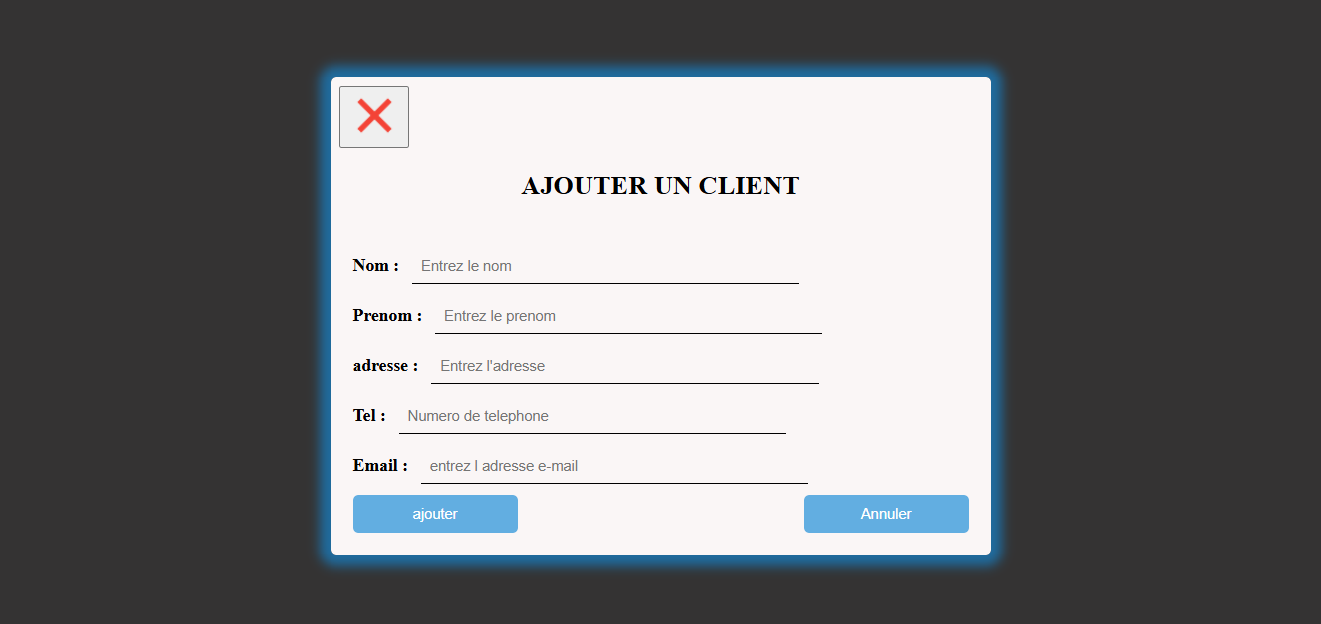 AJOUTER UN CLIENT
Nom : Entrez le nom
Prenom : Entrez le prenom
adresse : Entrez l'adresse
Tel : Numero de telephone
Email : entrez l adresse e-mail
ajouter Annuler